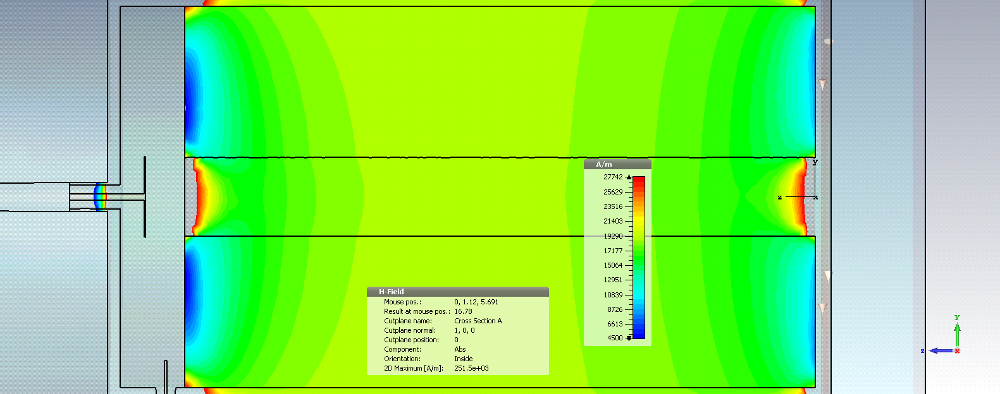 y
z
x
A/m
27742
25629
23516
21403
19290
17177
15064
12951
10839
8726
6613
4500
H-Field
Mouse pos.: 0, 1.12, 5.691
Result at mouse pos.: 16.78
Cutplane name: Cross Section A
Cutplane normal: 1, 0, 0
Cutplane position: 0
Component: Abs
Orientation: Inside
2D Maximum [A/m]: 251.5e+03
y
z
x